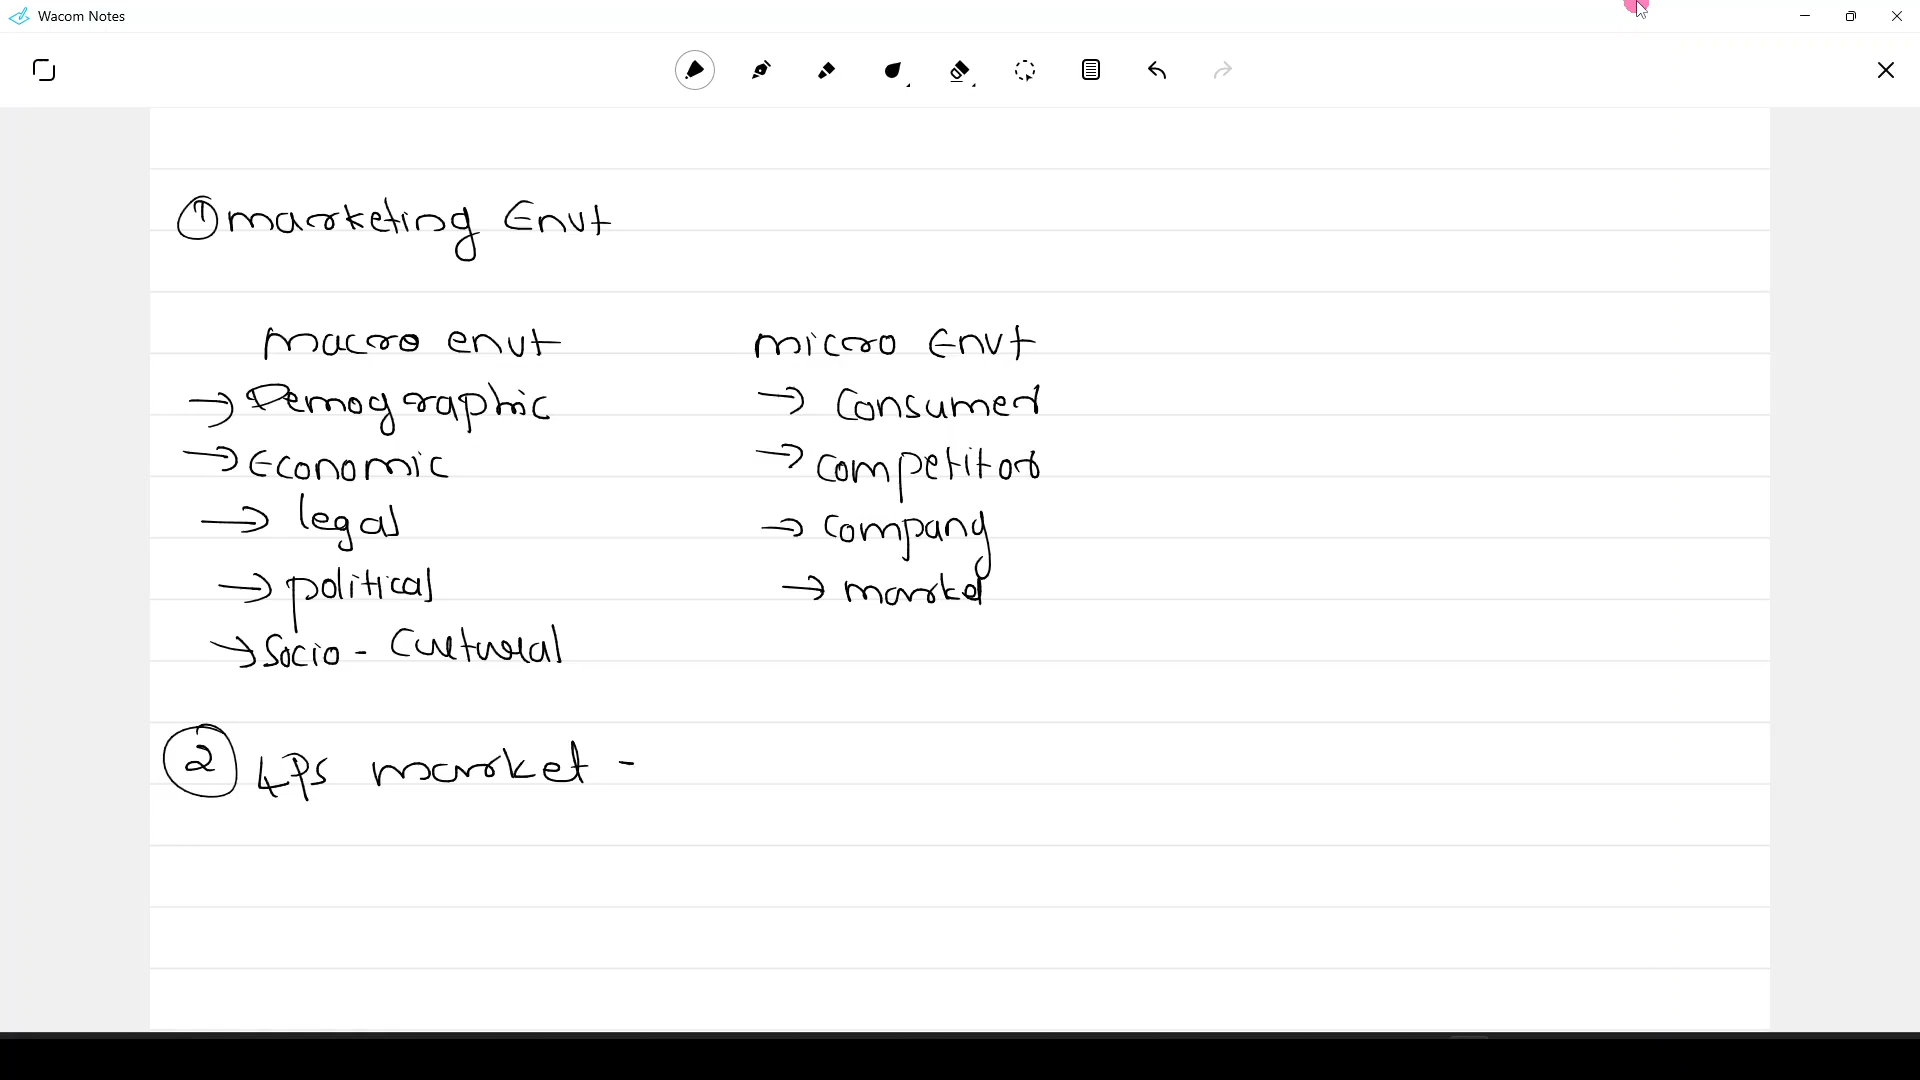 Wacom Notes
① marketing Envt
macro envt micro Envt
→ Demographic → Consumer
→ Economic → competitor
→ legal → company
→ political → market
→ Socio - Cultural
② 4Ps market -